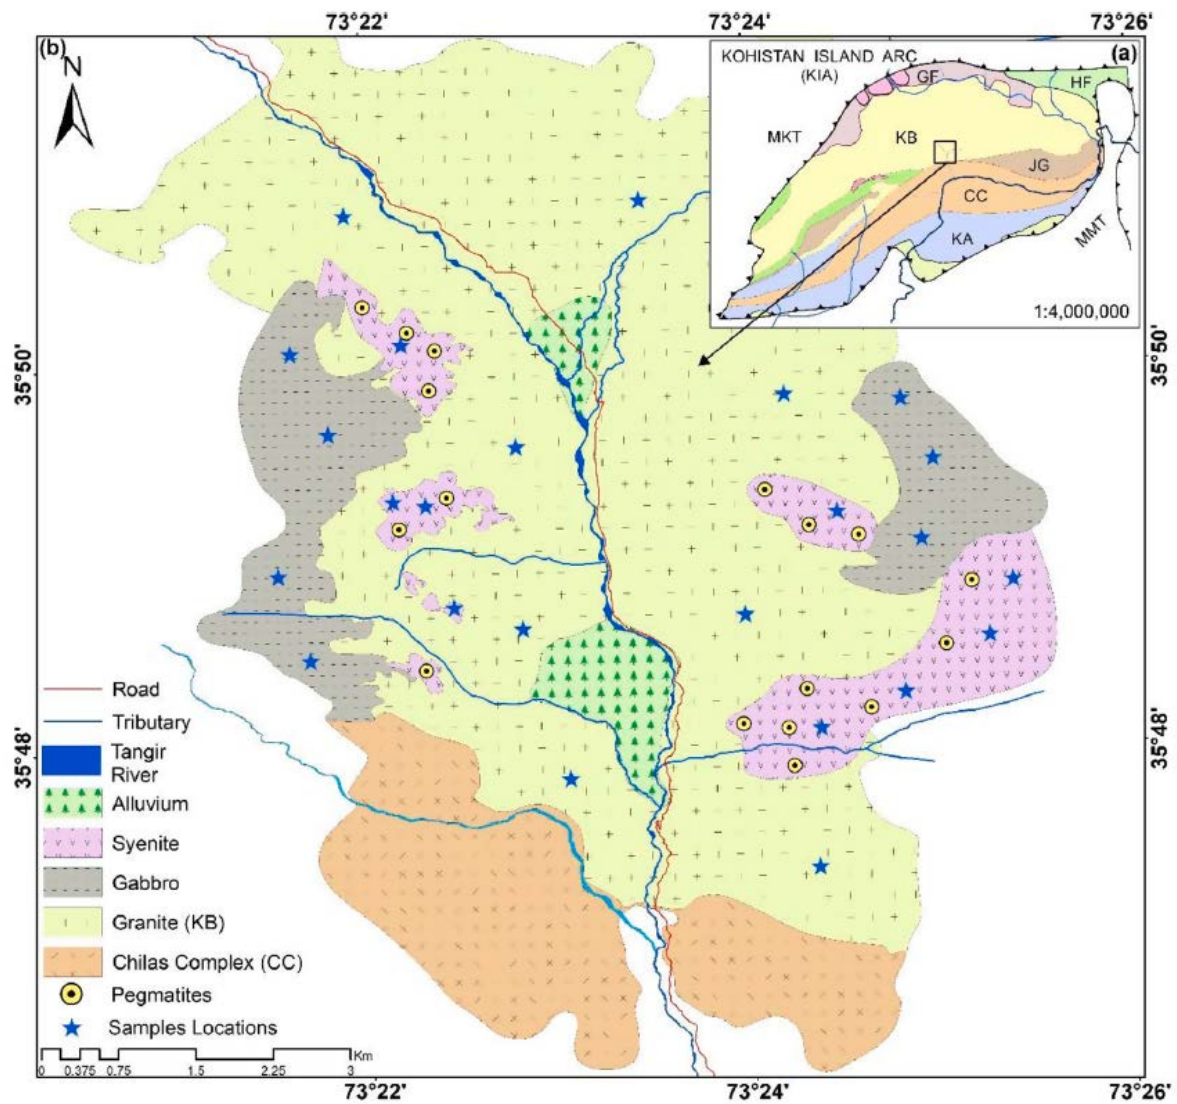 73°22'
73°24'
73°26'
(b)
N
KOHISTAN ISLAND ARC
(KIA)
(a)
GF
HF
MKT
KB
JG
CC
KA
MMT
1:4,000,000
35°50'
35°50'
35°48'
35°48'
Road
Tributary
Tangir
River
Alluvium
Syenite
Gabbro
Granite (KB)
Chilas Complex (CC)
Pegmatites
Samples Locations
Km
0 0.375 0.75 1.5 2.25 3
73°22'
73°24'
73°26'